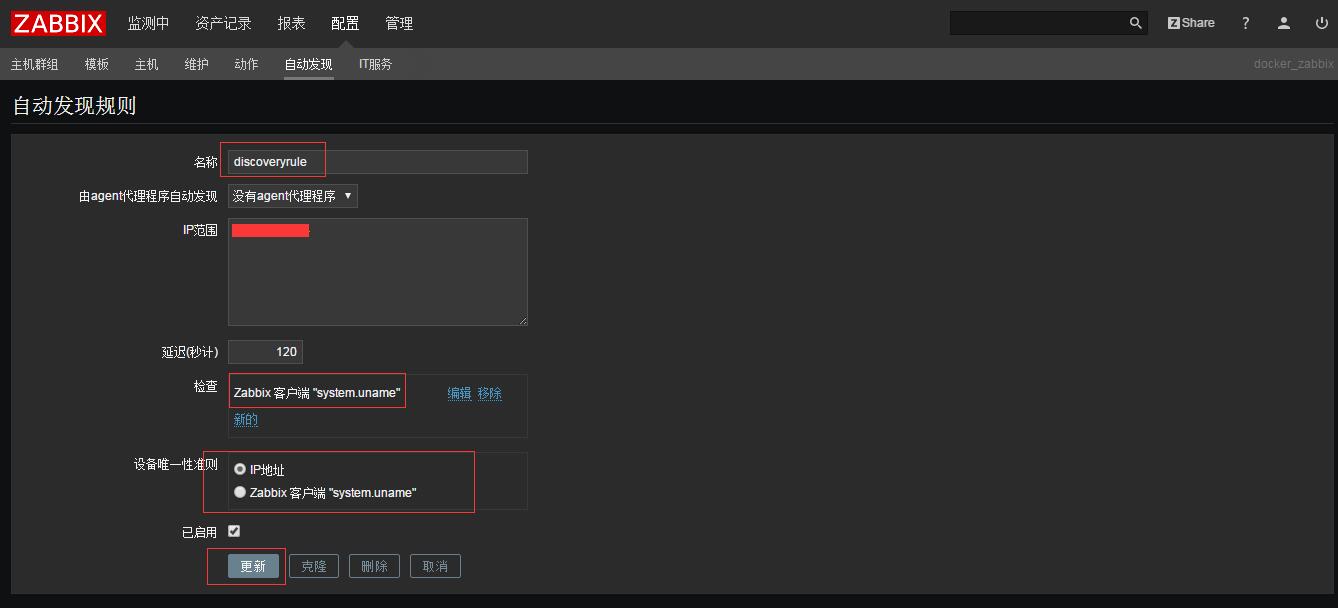 ZABBIX 监测中 资产记录 报表 配置 管理 Z Share ?
主机群组 模板 主机 维护 动作 自动发现 IT服务 docker_zabbix
自动发现规则
名称 discoveryrule
由agent代理程序自动发现 没有agent代理程序
IP范围
延迟(秒计) 120
检查 Zabbix 客户端 "system.uname" 编辑 移除
新的
设备唯一性准则 IP地址
Zabbix 客户端 "system.uname"
已启用
更新 克隆 删除 取消